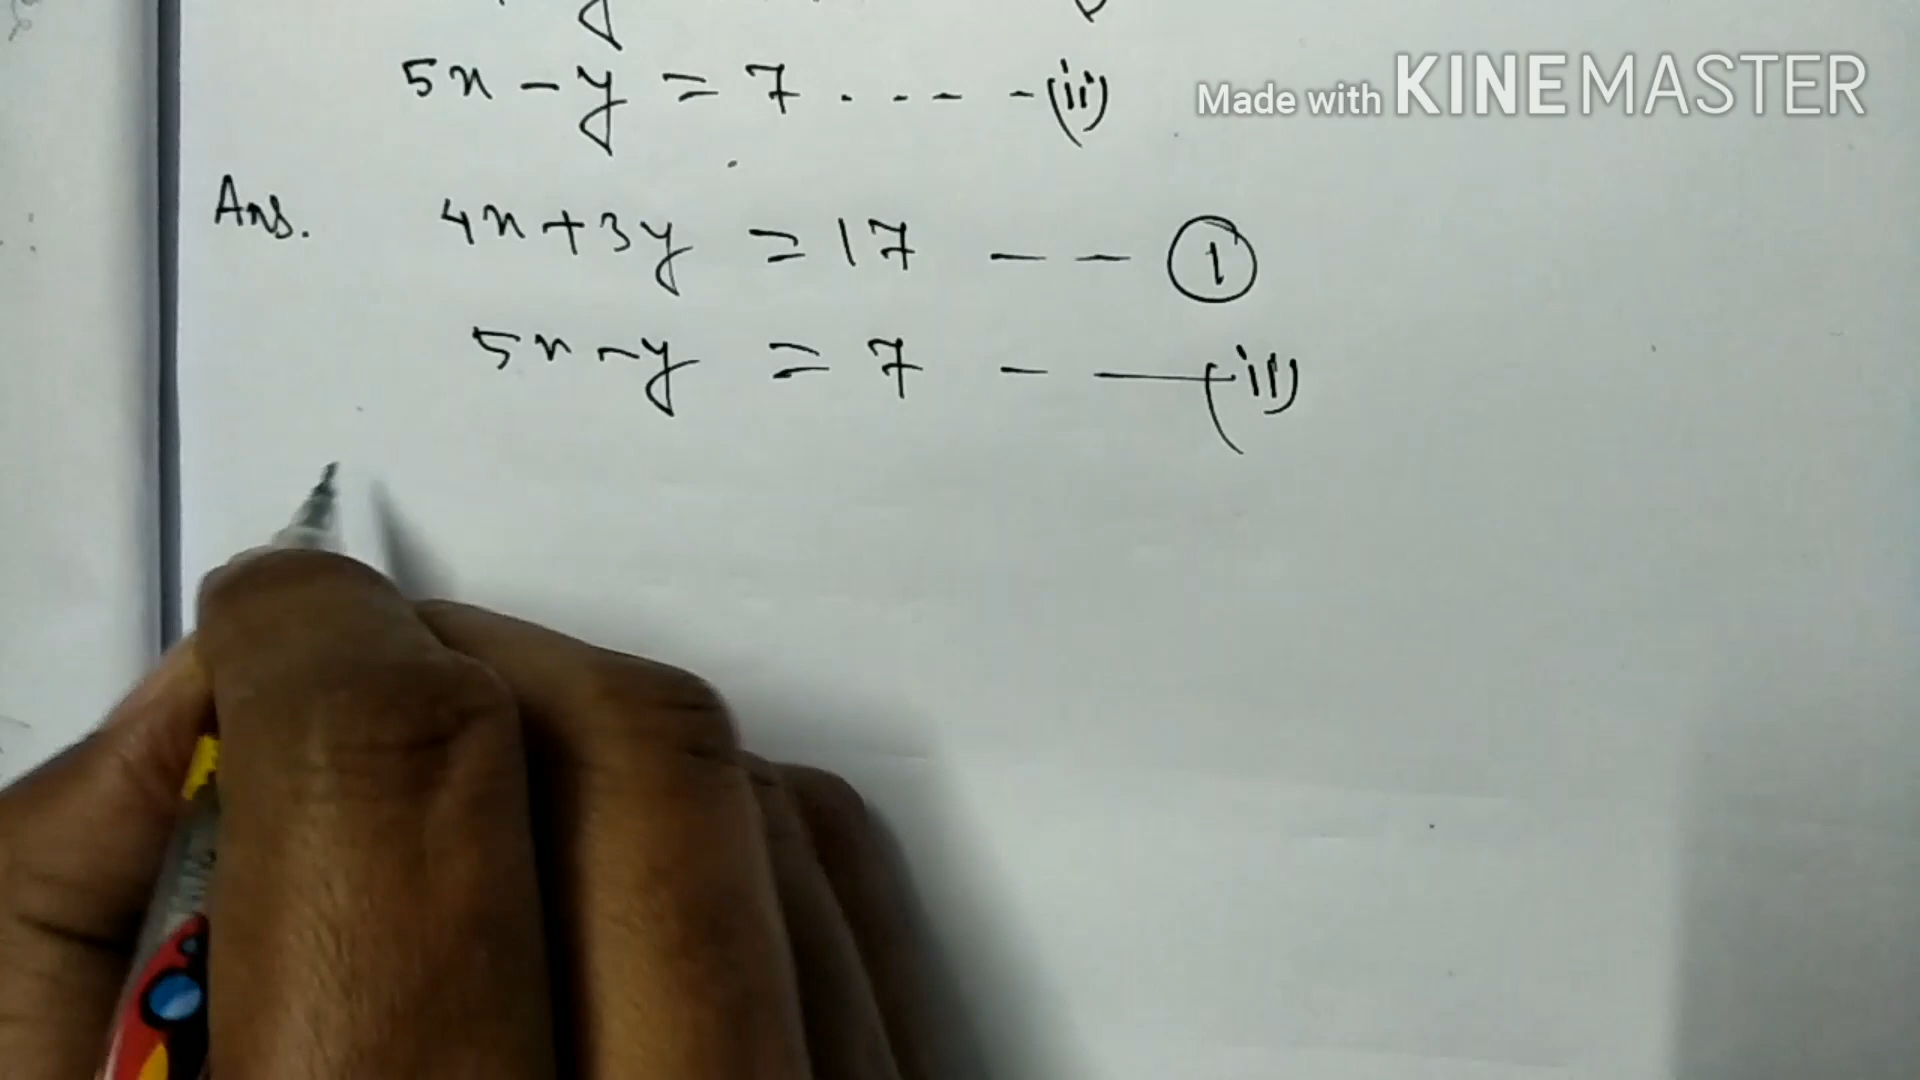 5x - y = 7 . . - - - (ii)
Made with KINEMASTER
Ans. 4x + 3y = 17 - - ①
5x - y = 7 - — (ii)